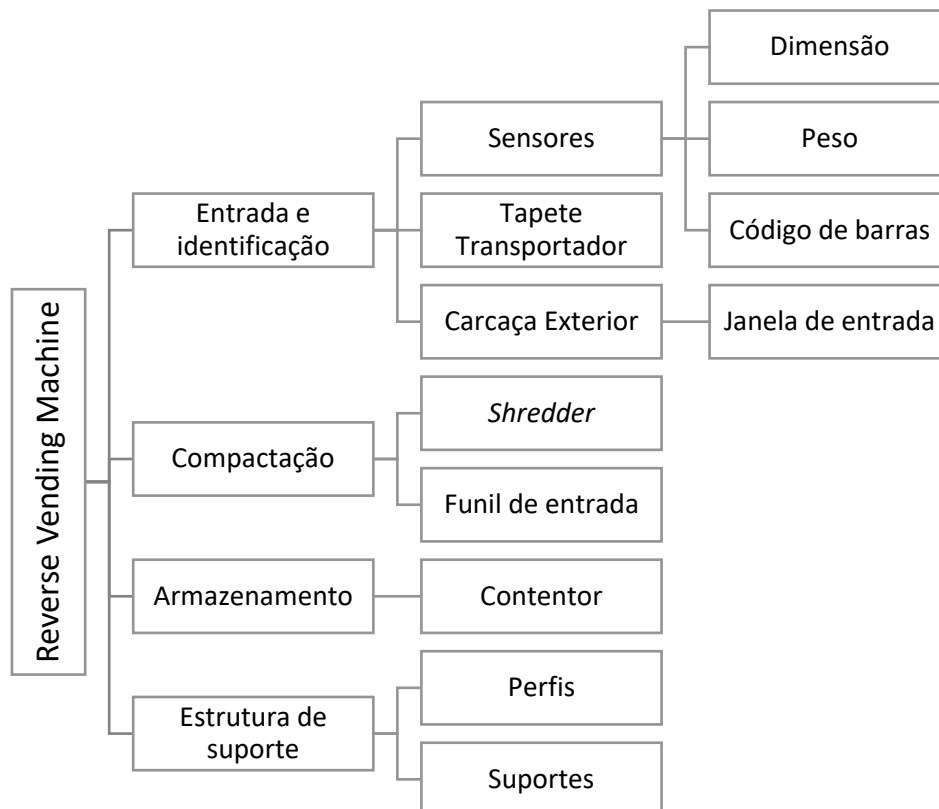 Reverse Vending Machine
Entrada e
identificação
Sensores
Dimensão
Peso
Código de barras
Tapete
Transportador
Carcaça Exterior
Janela de entrada
Compactação
Shredder
Funil de entrada
Armazenamento
Contentor
Estrutura de
suporte
Perfis
Suportes